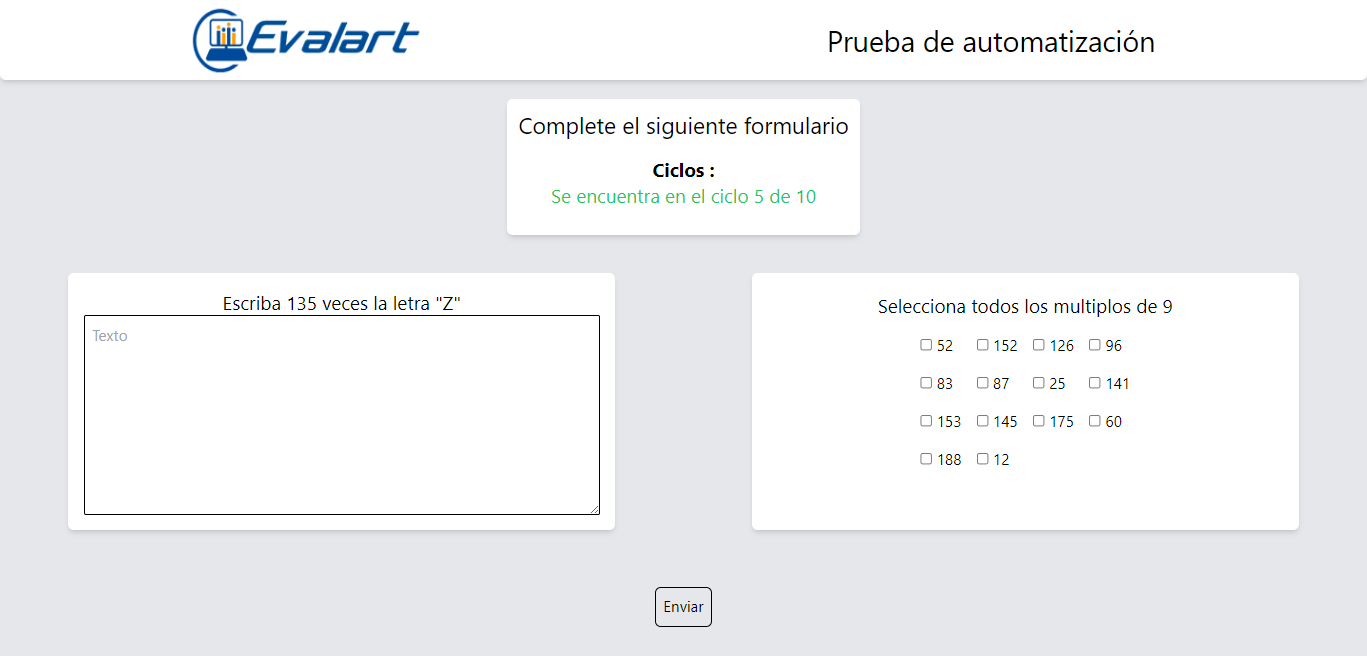 Evalart
Prueba de automatización
Complete el siguiente formulario
Ciclos :
Se encuentra en el ciclo 5 de 10
Escriba 135 veces la letra "Z"
Texto
Selecciona todos los multiplos de 9
52 152 126 96
83 87 25 141
153 145 175 60
188 12
Enviar